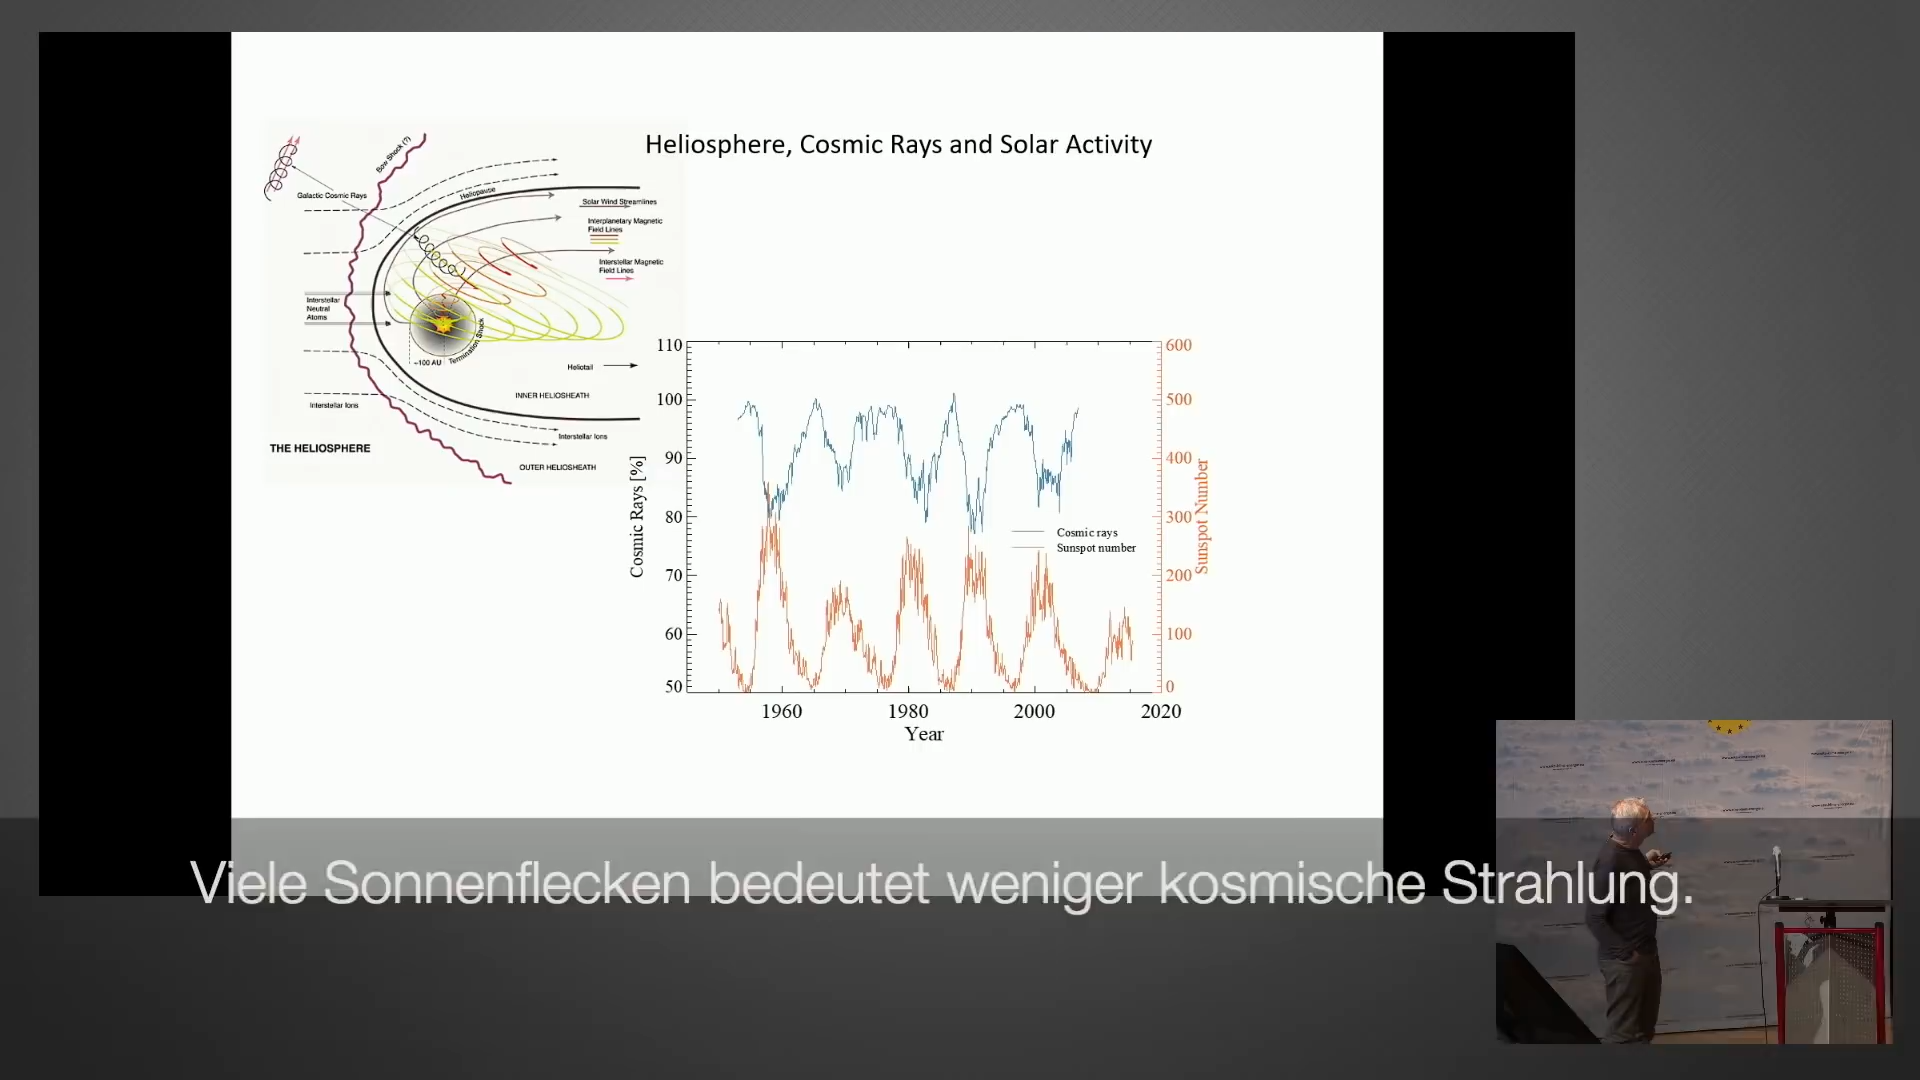 Heliosphere, Cosmic Rays and Solar Activity
Bow Shock (?)
Galactic Cosmic Rays
Heliopause
Solar Wind Streamlines
Interplanetary Magnetic
Field Lines
Interstellar Magnetic
Field Lines
Interstellar
Neutral
Atoms
Termination Shock
~100 AU
Heliotail
INNER HELIOSHEATH
Interstellar Ions
Interstellar Ions
THE HELIOSPHERE
OUTER HELIOSHEATH
110
100
90
80
70
60
50
Cosmic Rays [%]
600
500
400
300
200
100
0
Sunspot Number
Cosmic rays
Sunspot number
1960
1980
2000
2020
Year
Viele Sonnenflecken bedeutet weniger kosmische Strahlung.